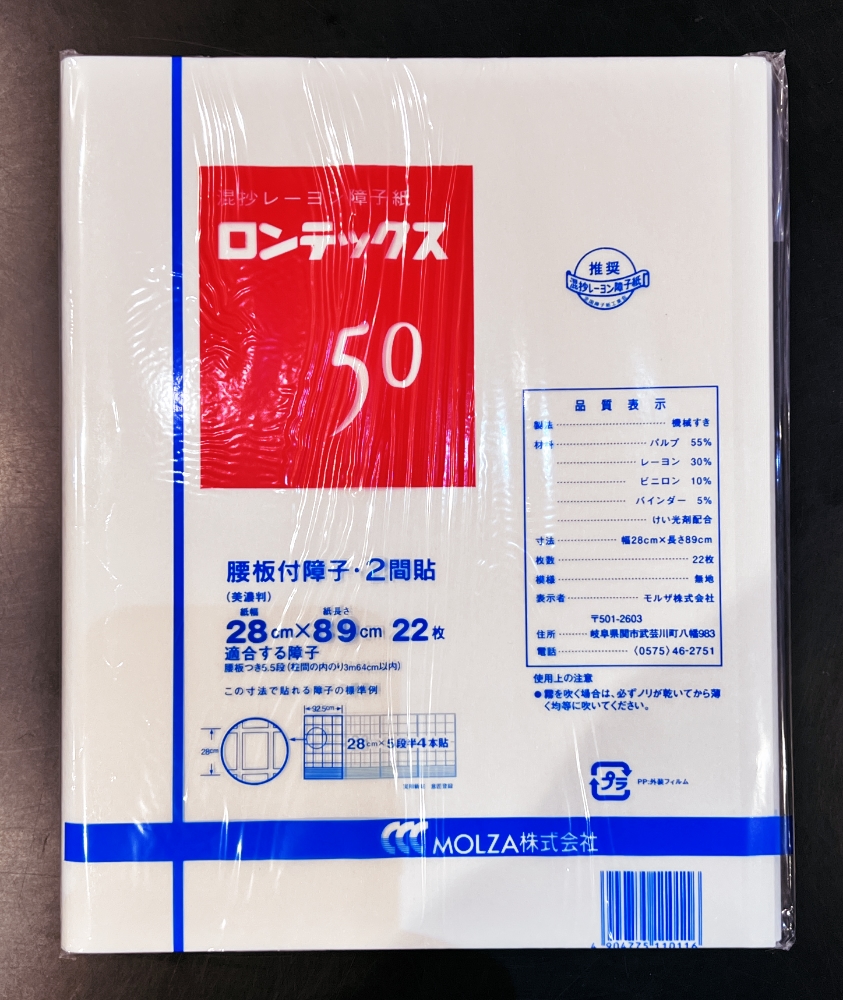 混抄レーヨン障子紙
ロンテックス
50
推奨
混抄レーヨン障子紙
品質表示
製法 機械すき
材料 パルプ 55%
レーヨン 30%
ビニロン 10%
バインダー 5%
けい光剤配合
寸法 幅28cm×長さ89cm
枚数 22枚
模様 無地
表示者 モルザ株式会社
〒501-2603
住所 岐阜県関市武芸川町八幡983
電話 (0575)46-2751
使用上の注意
●霧を吹く場合は、必ずノリが乾いてから薄
く均等に吹いてください。
腰板付障子・2間貼
(美濃判)
紙幅 紙長さ
28cm×89cm 22枚
適合する障子
腰板つき5.5段(柱間の内のり3m64cm以内)
この寸法で貼れる障子の標準例
92.5cm
28cm
28cm×5段半4本貼
プラ
PP:外装フィルム
MOLZA株式会社
4 906775 110116